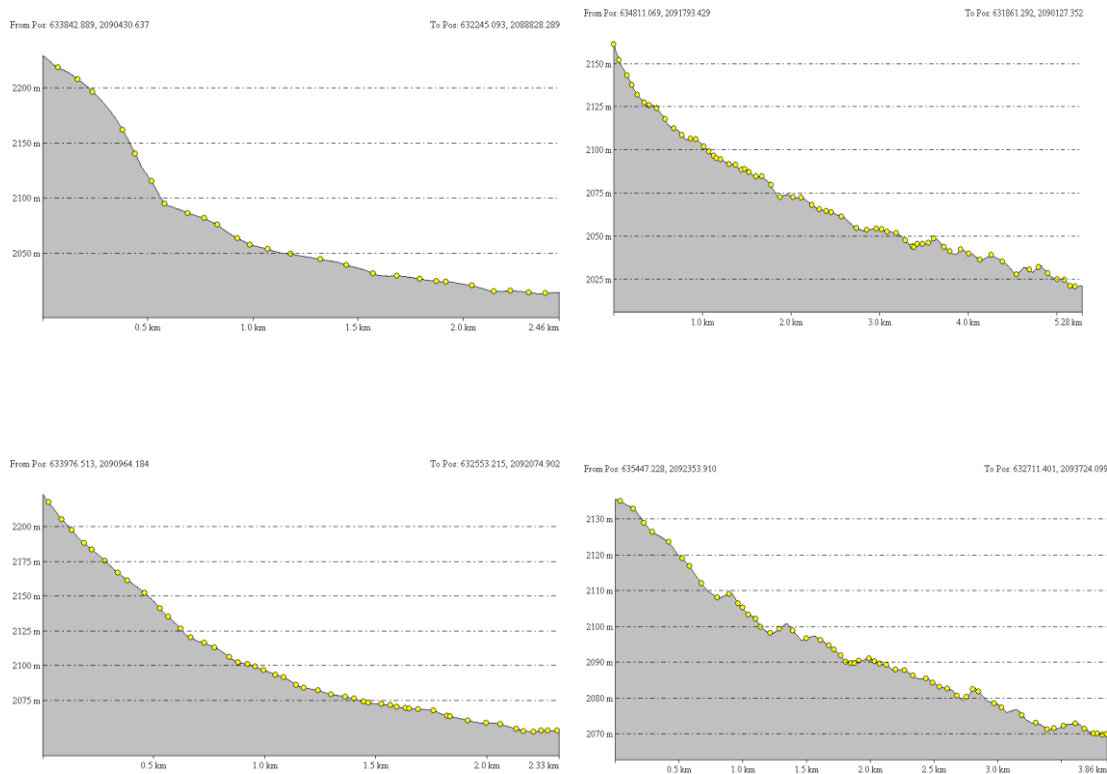 From Pos: 633842.889, 2090430.637
To Pos: 632245.093, 2088828.289
2200 m
2150 m
2100 m
2050 m
0.5 km
1.0 km
1.5 km
2.0 km
2.46 km
From Pos: 634811.069, 2091793.429
To Pos: 631861.292, 2090127.352
2150 m
2125 m
2100 m
2075 m
2050 m
2025 m
1.0 km
2.0 km
3.0 km
4.0 km
5.28 km
From Pos: 633976.513, 2090964.184
To Pos: 632553.215, 2092074.902
2200 m
2175 m
2150 m
2125 m
2100 m
2075 m
0.5 km
1.0 km
1.5 km
2.0 km
2.33 km
From Pos: 635447.228, 2092353.910
To Pos: 632711.401, 2093724.099
2130 m
2120 m
2110 m
2100 m
2090 m
2080 m
2070 m
0.5 km
1.0 km
1.5 km
2.0 km
2.5 km
3.0 km
3.86 km